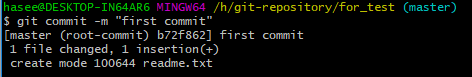 hasee@DESKTOP-IN64AR6 MINGW64 /h/git-repository/for_test (master)
$ git commit -m "first commit"
[master (root-commit) b72f862] first commit
 1 file changed, 1 insertion(+)
 create mode 100644 readme.txt